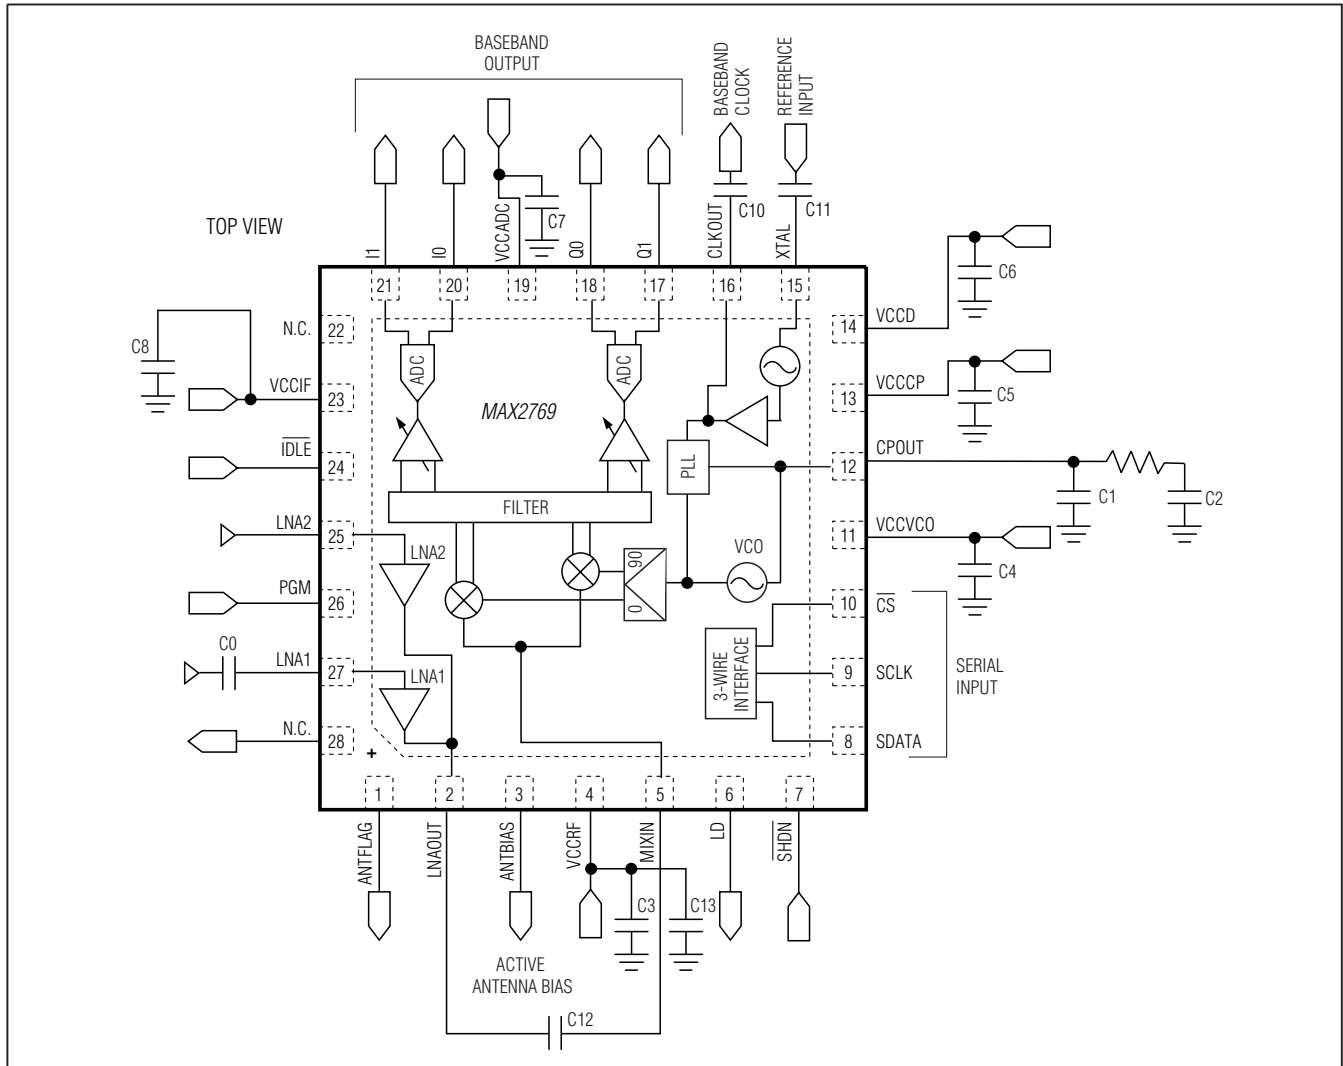 BASEBAND
OUTPUT
BASEBAND
CLOCK
REFERENCE
INPUT
TOP VIEW
I1
I0
VCCADC
C7
Q0
Q1
CLKOUT
C10
XTAL
C11
C6
21
20
19
18
17
16
15
N.C.
22
14
VCCD
C8
ADC
ADC
VCCIF
23
MAX2769
13
VCCCP
C5
IDLE
24
PLL
12
CPOUT
C1
C2
FILTER
LNA2
25
LNA2
VCO
11
VCCVCO
C4
90
0
PGM
26
10
CS
C0
LNA1
27
LNA1
3-WIRE
INTERFACE
9
SCLK
SERIAL
INPUT
N.C.
28
8
SDATA
+
1
2
3
4
5
6
7
ANTFLAG
LNAOUT
ANTBIAS
VCCRF
MIXIN
LD
SHDN
C3
C13
ACTIVE
ANTENNA BIAS
C12